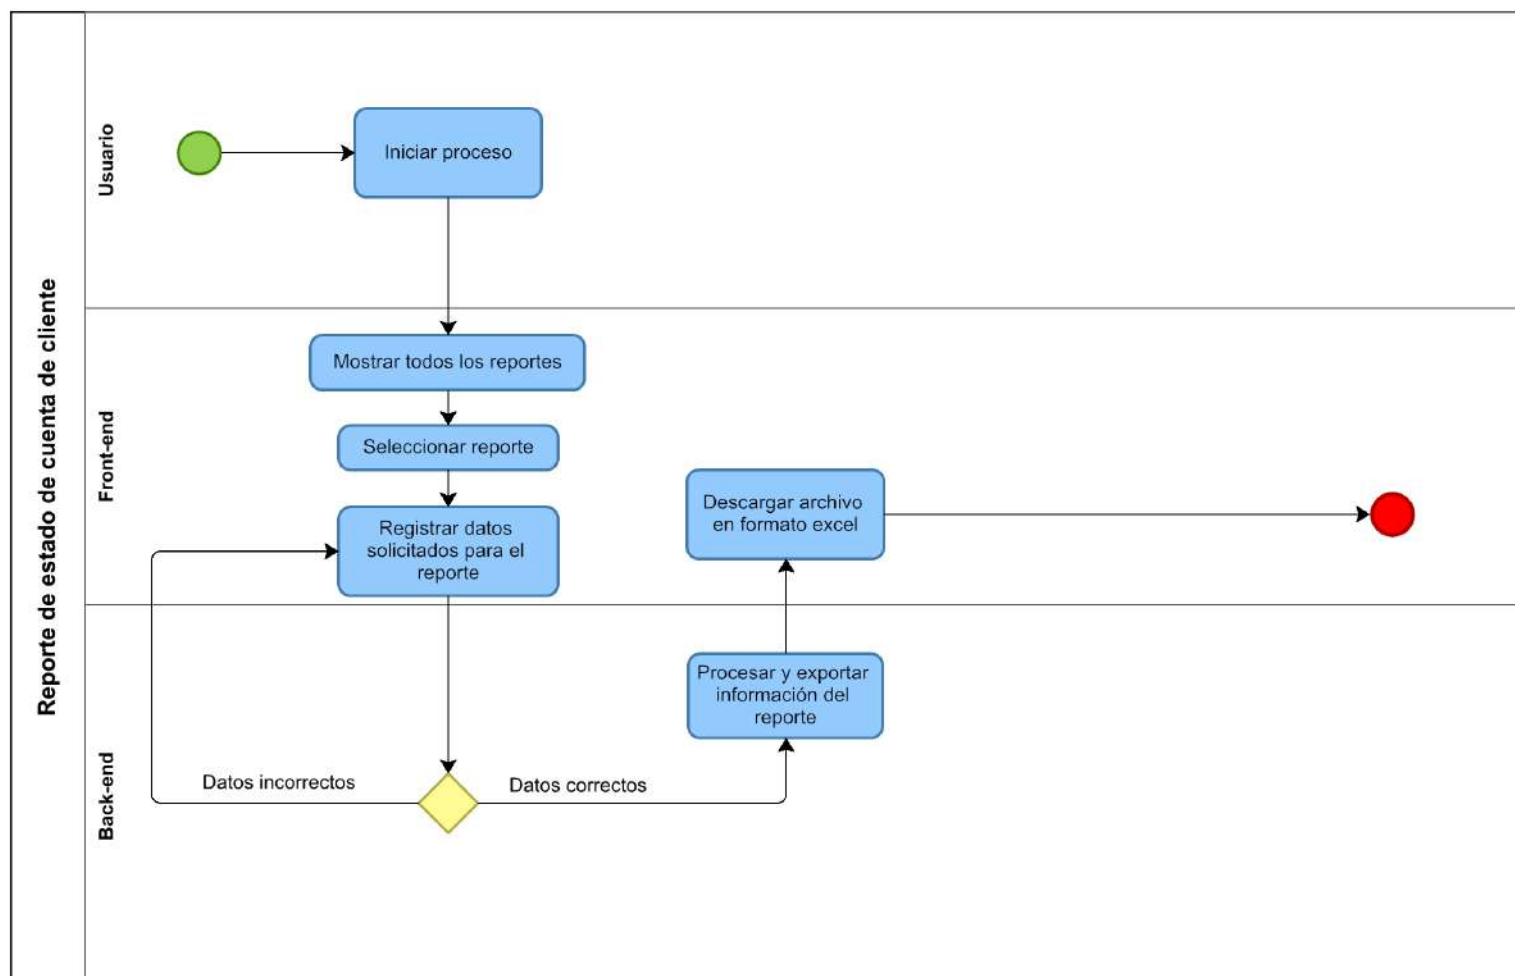 Reporte de estado de cuenta de cliente
Usuario
Iniciar proceso
Front-end
Mostrar todos los reportes
Seleccionar reporte
Registrar datos
solicitados para el
reporte
Descargar archivo
en formato excel
Back-end
Procesar y exportar
información del
reporte
Datos incorrectos
Datos correctos